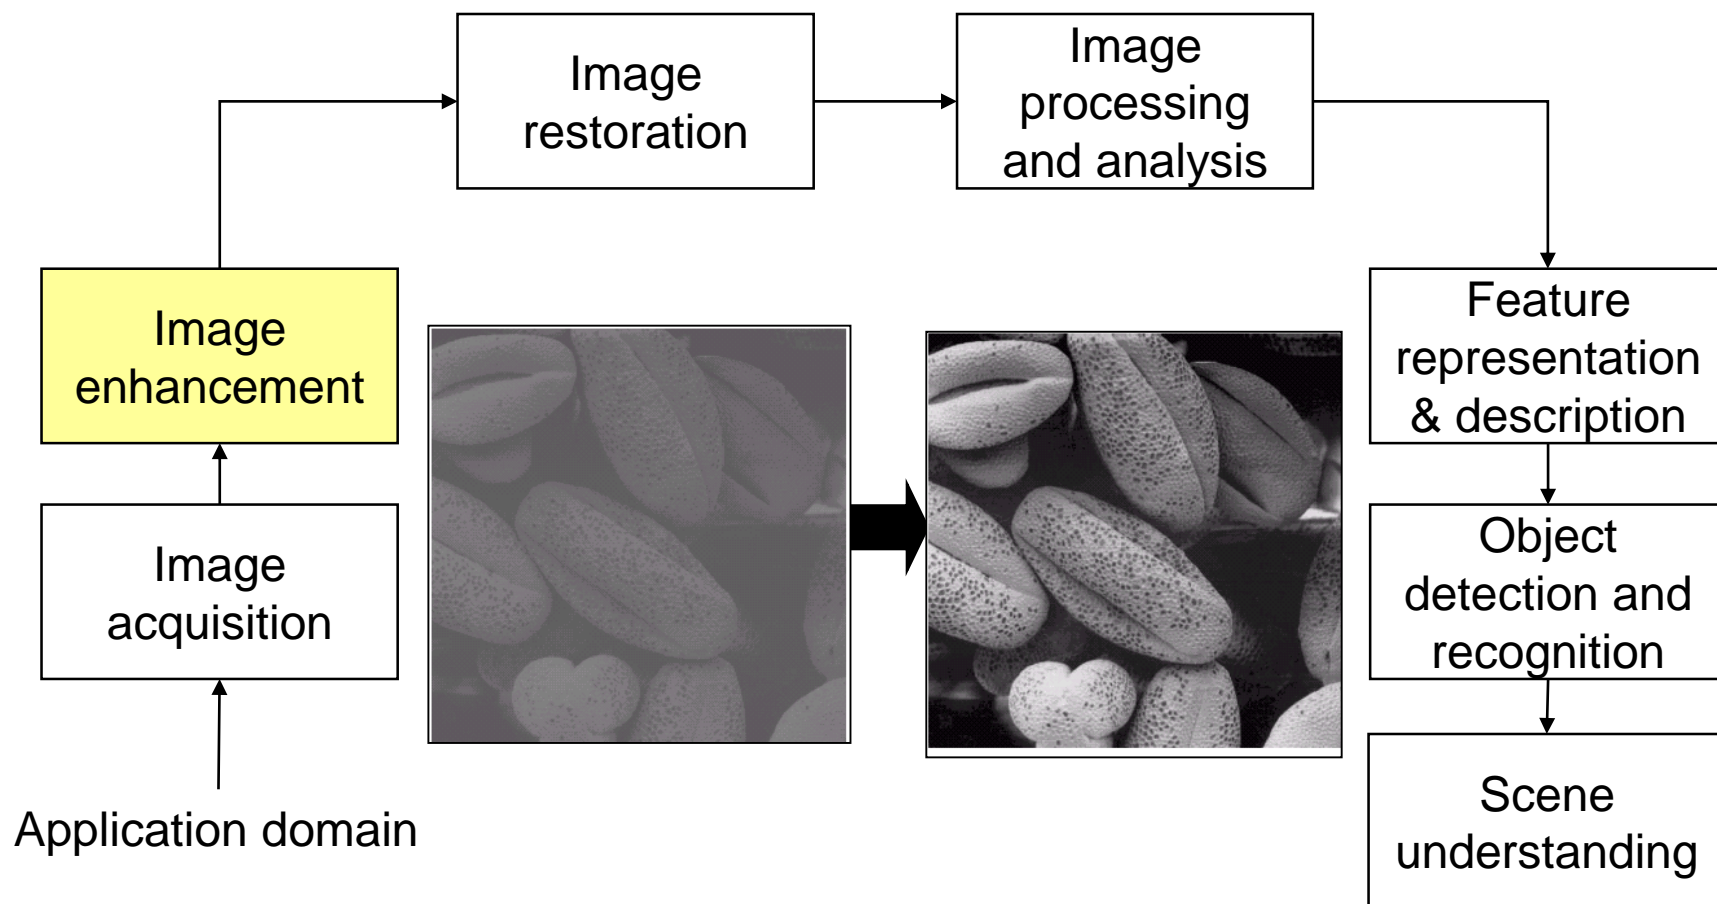 Image
restoration
Image
processing
and analysis
Image
enhancement
Feature
representation
& description
Image
acquisition
Object
detection and
recognition
Application domain
Scene
understanding